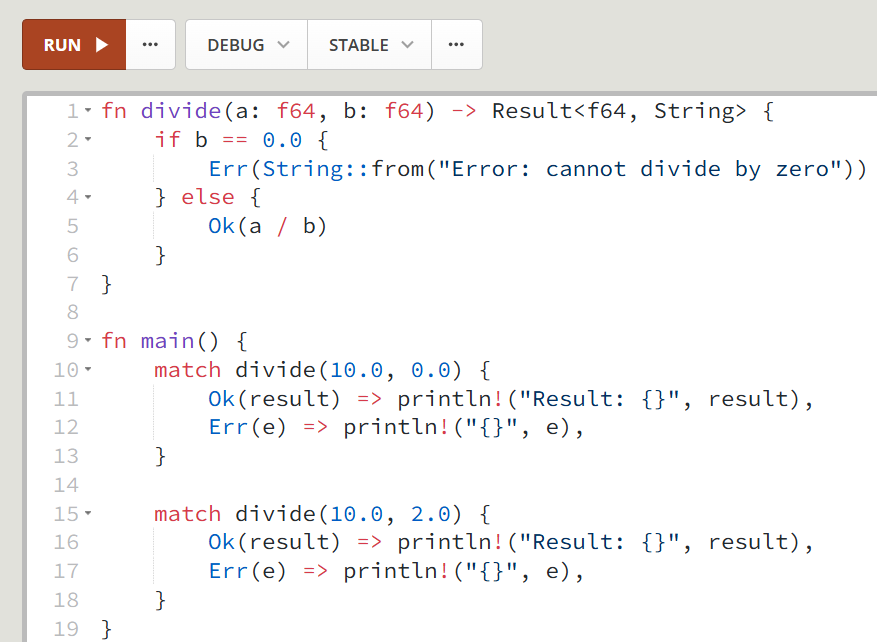 RUN ▶ ··· DEBUG STABLE ···
1 fn divide(a: f64, b: f64) -> Result<f64, String> {
2     if b == 0.0 {
3         Err(String::from("Error: cannot divide by zero"))
4     } else {
5         Ok(a / b)
6     }
7 }
8
9 fn main() {
10     match divide(10.0, 0.0) {
11         Ok(result) => println!("Result: {}", result),
12         Err(e) => println!("{}", e),
13     }
14
15     match divide(10.0, 2.0) {
16         Ok(result) => println!("Result: {}", result),
17         Err(e) => println!("{}", e),
18     }
19 }